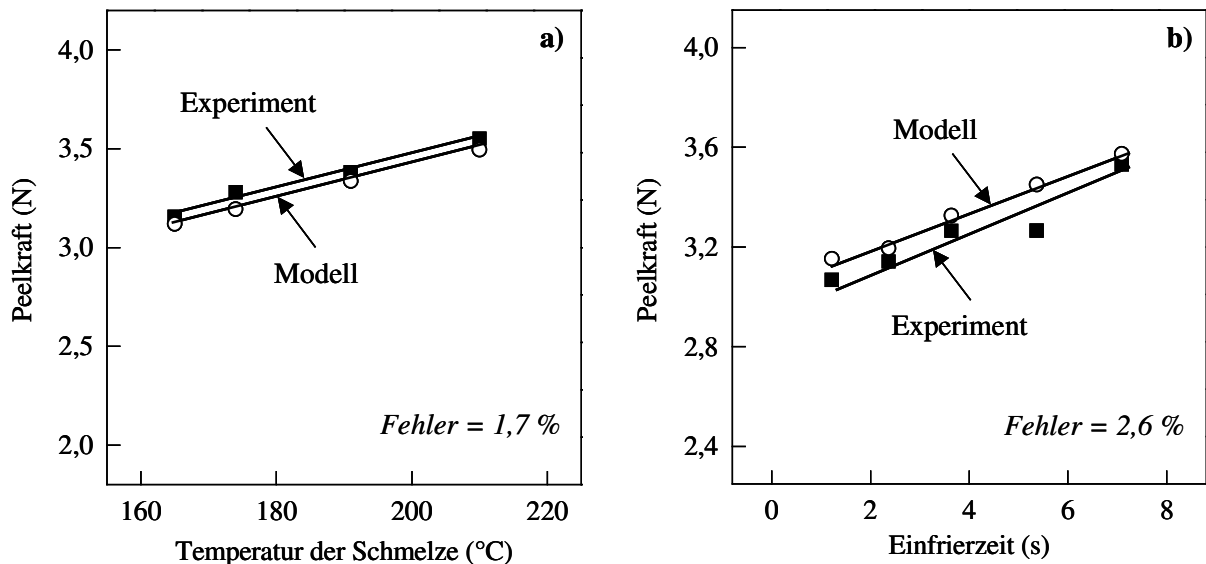 a)
4,0
3,5
3,0
2,5
2,0
Peelkraft (N)
Experiment
Modell
Fehler = 1,7 %
160 180 200 220
Temperatur der Schmelze (°C)
b)
4,0
3,6
3,2
2,8
2,4
Peelkraft (N)
Modell
Experiment
Fehler = 2,6 %
0 2 4 6 8
Einfrierzeit (s)